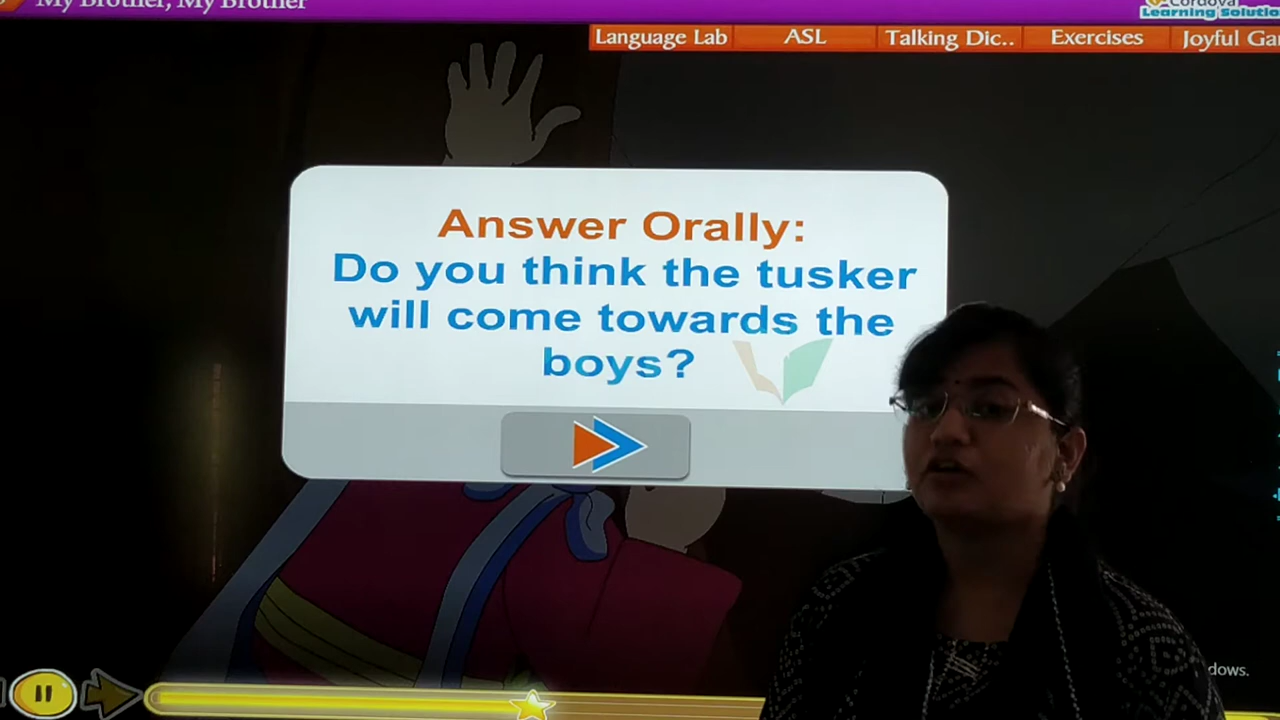 My Brother, My Brother
Cordova
Learning Solutio
Language Lab
ASL
Talking Dic..
Exercises
Joyful Ga
Answer Orally:
Do you think the tusker
will come towards the
boys?
dows.